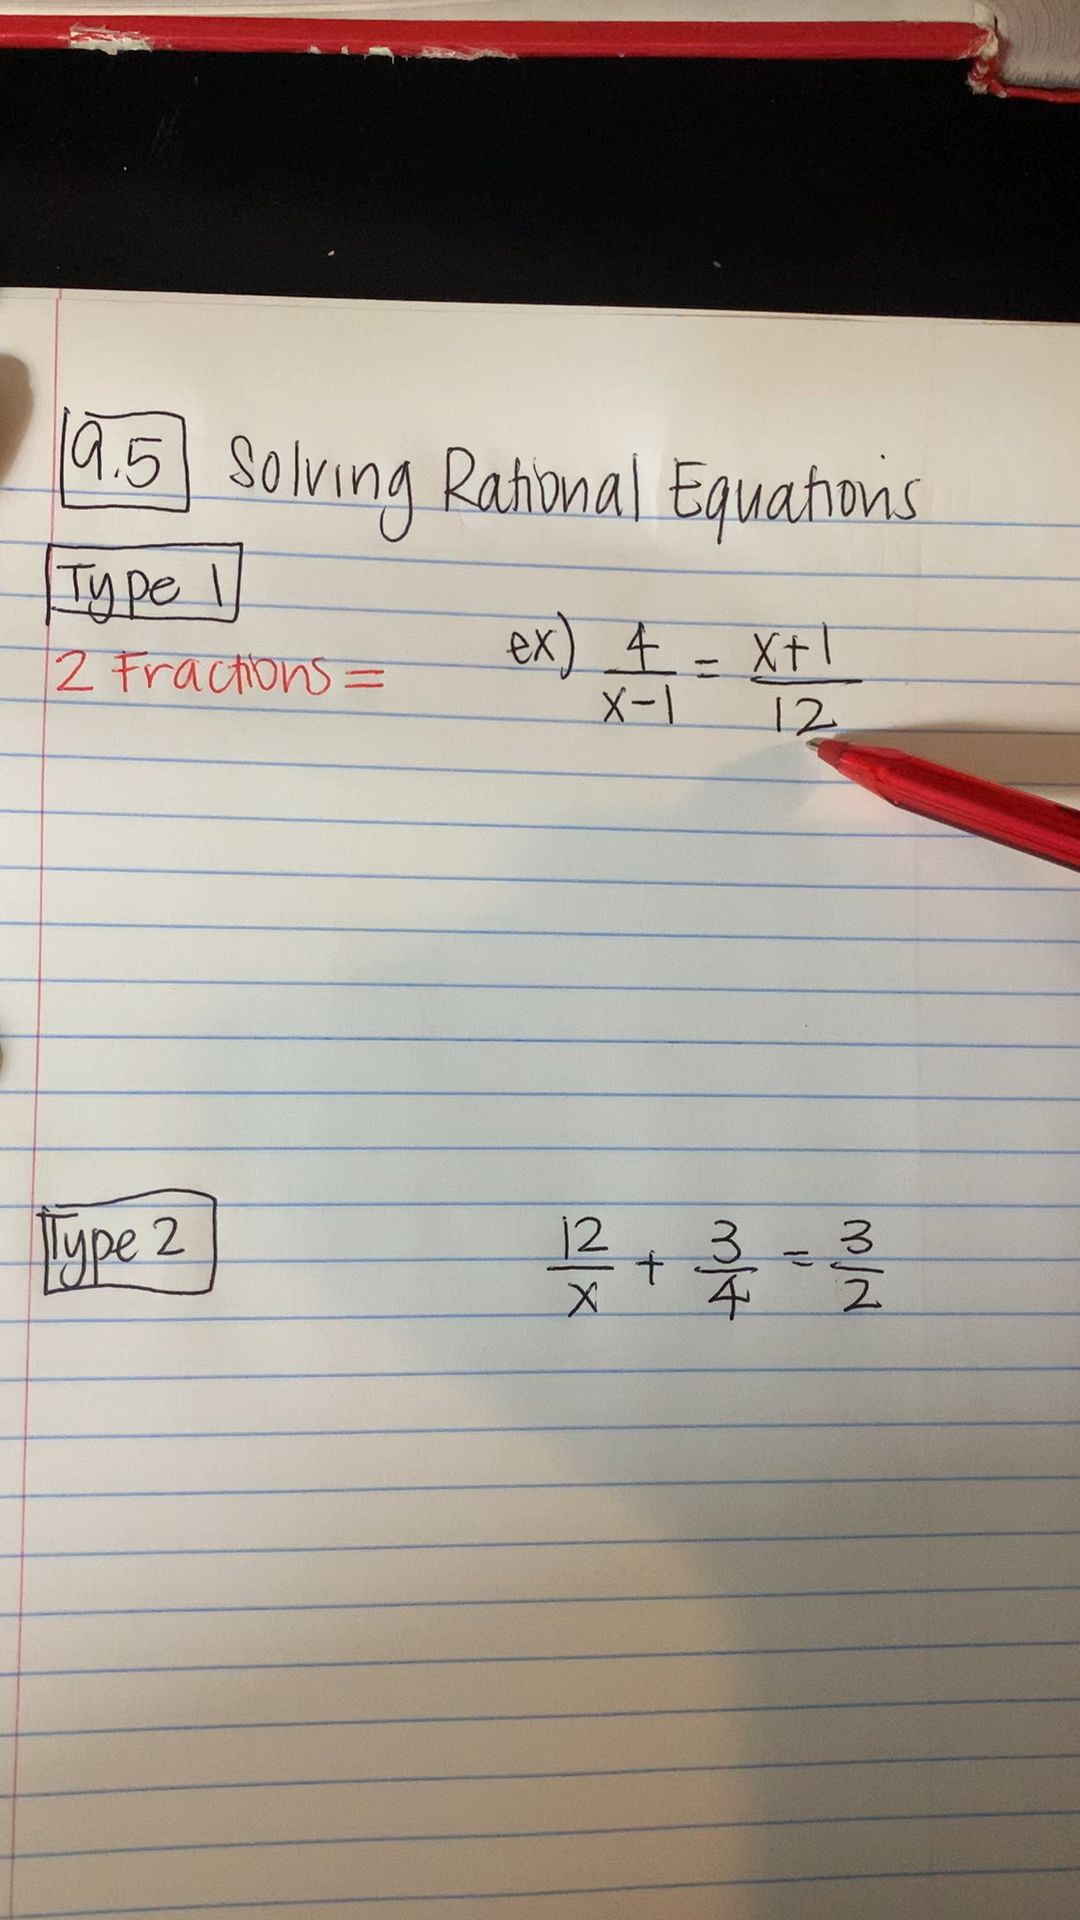 9.5 Solving Rational Equations
Type 1
2 Fractions =
ex) 4/x-1 = x+1/12
Type 2
12/x + 3/4 = 3/2